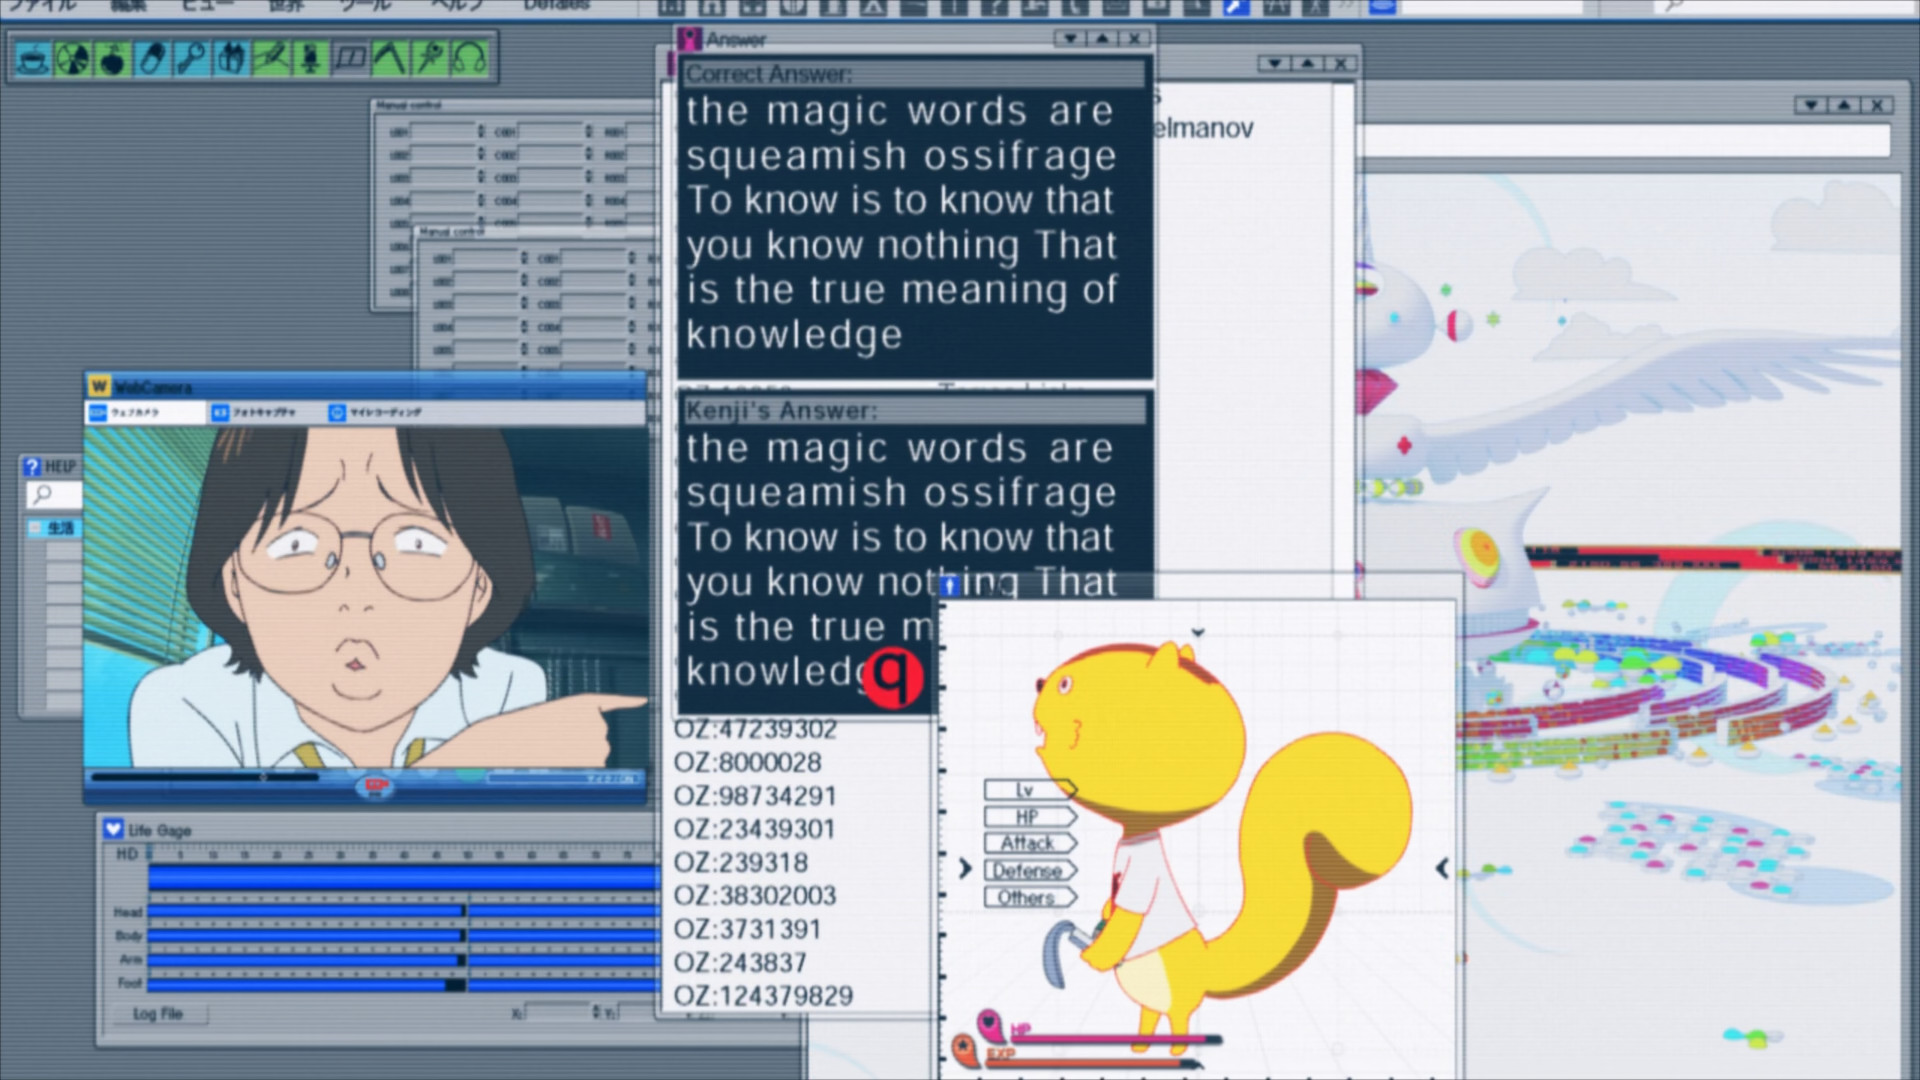 ファイル 編集 ビュー 世界 ツール ヘルプ Defales
Answer
Correct Answer:
the magic words are
squeamish ossifrage
To know is to know that
you know nothing That
is the true meaning of
knowledge
elmanov
Manual control
Manual control
Kenji's Answer:
the magic words are
squeamish ossifrage
To know is to know that
you know nothing That
is the true m
knowledg
q
OZ:47239302
OZ:8000028
OZ:98734291
OZ:23439301
OZ:239318
OZ:38302003
OZ:3731391
OZ:243837
OZ:124379829
W WebCamera
ウェブカメラ フォトキャプチャ マイレコーディング
? HELP
生活
Life Gage
HD
Head
Body
Arm
Foot
Log File
X: Y:
Lv
HP
Attack
Defense
Others
HP
EXP